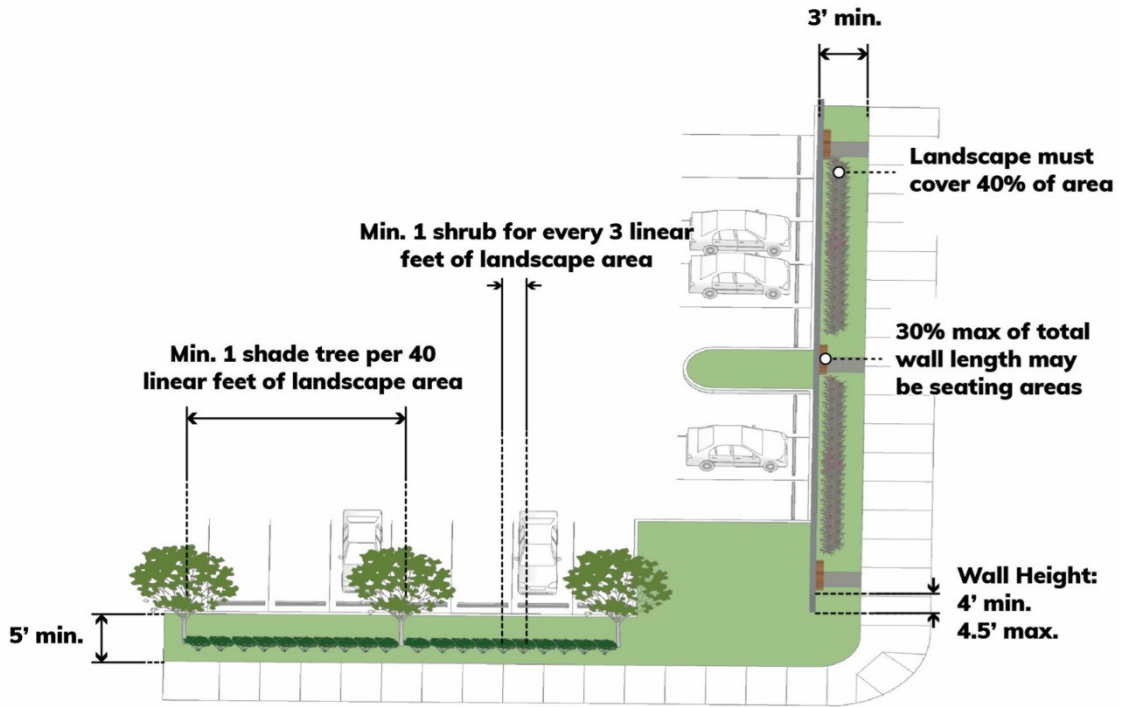 3’ min.
Landscape must
cover 40% of area
Min. 1 shrub for every 3 linear
feet of landscape area
30% max of total
wall length may
be seating areas
Min. 1 shade tree per 40
linear feet of landscape area
Wall Height:
4’ min.
4.5’ max.
5’ min.